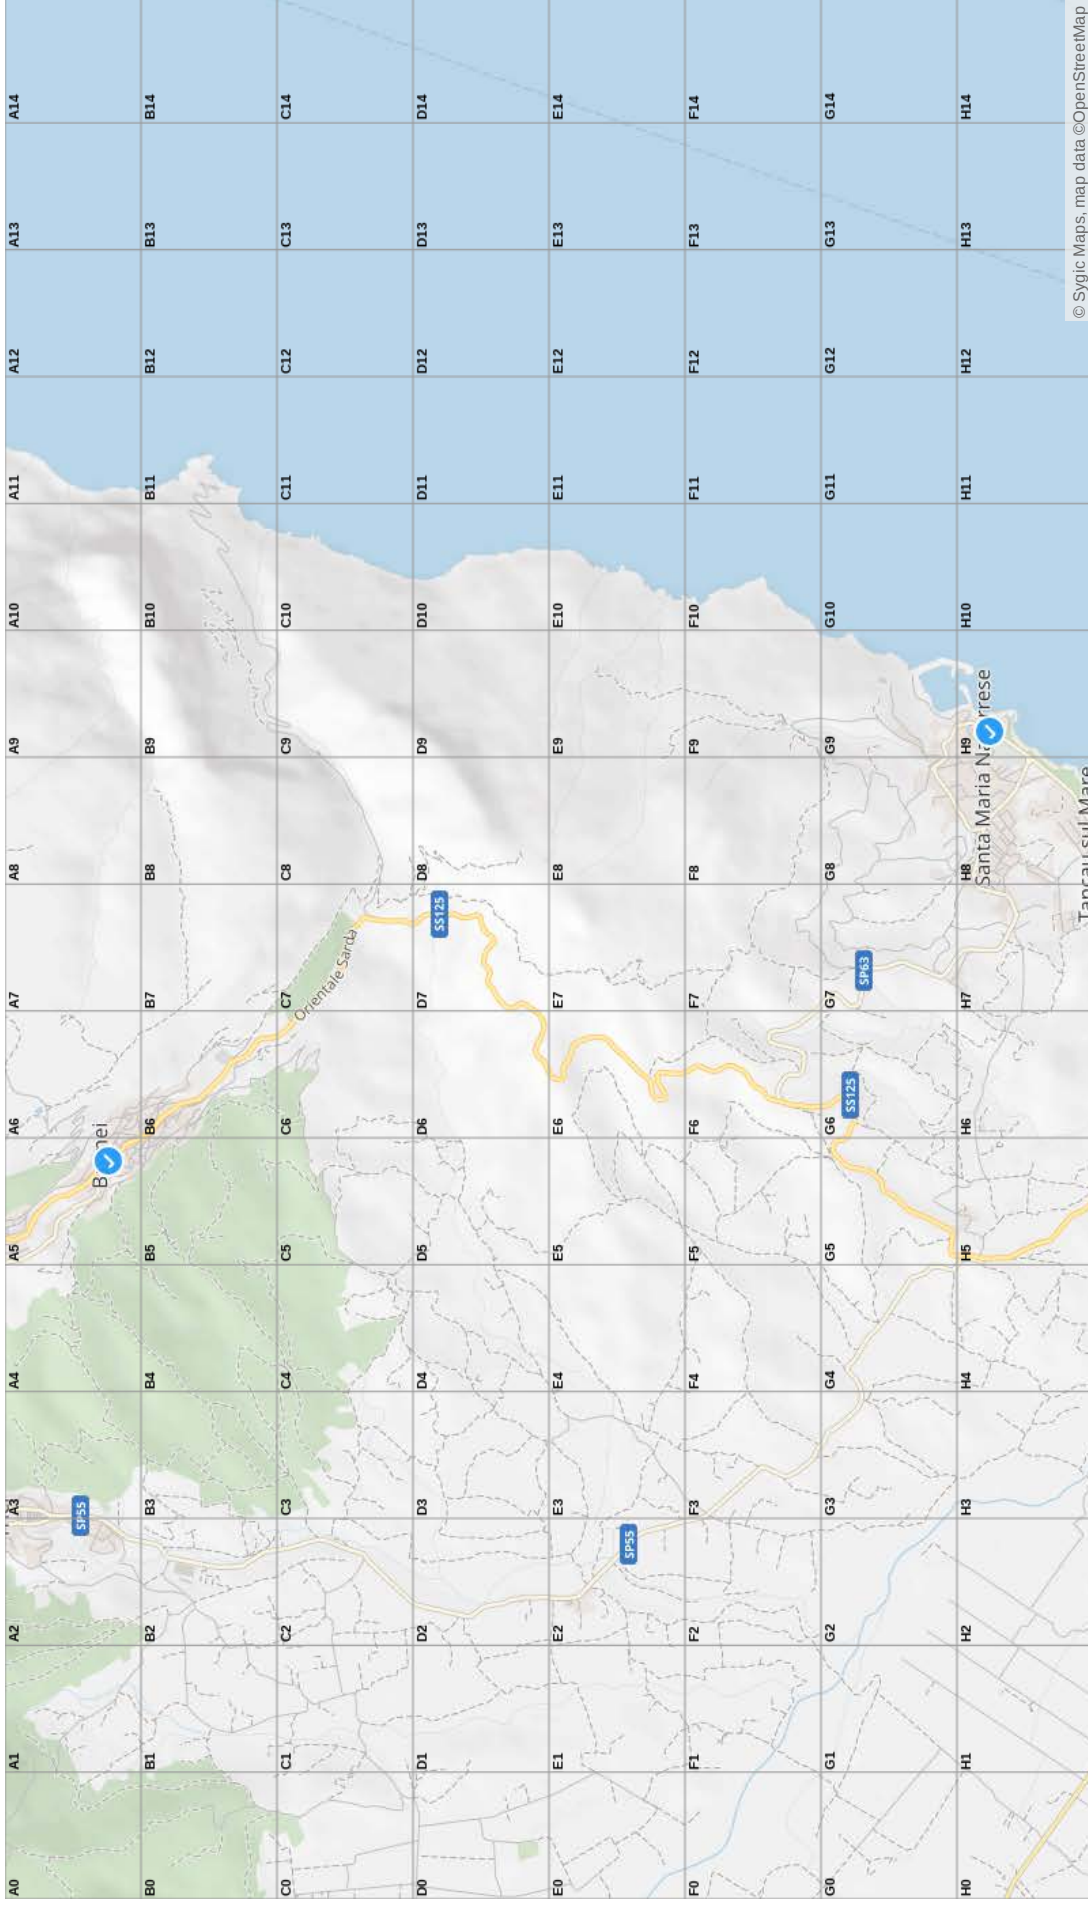 A0 A1 A2 A3 A4 A5 A6 A7 A8 A9 A10 A11 A12 A13 A14
SP55
B nei
B0 B1 B2 B3 B4 B5 B6 B7 B8 B9 B10 B11 B12 B13 B14
C0 C1 C2 C3 C4 C5 C6 C7 C8 C9 C10 C11 C12 C13 C14
Orientale Sarda
D0 D1 D2 D3 D4 D5 D6 D7 D8 D9 D10 D11 D12 D13 D14
SS125
E0 E1 E2 E3 E4 E5 E6 E7 E8 E9 E10 E11 E12 E13 E14
SP55
F0 F1 F2 F3 F4 F5 F6 F7 F8 F9 F10 F11 F12 F13 F14
G0 G1 G2 G3 G4 G5 G6 G7 G8 G9 G10 G11 G12 G13 G14
SS125
SP63
H0 H1 H2 H3 H4 H5 H6 H7 H8 H9 H10 H11 H12 H13 H14
Santa Maria Na rrese
Tancau sul Mare
© Sygic Maps, map data ©OpenStreetMap